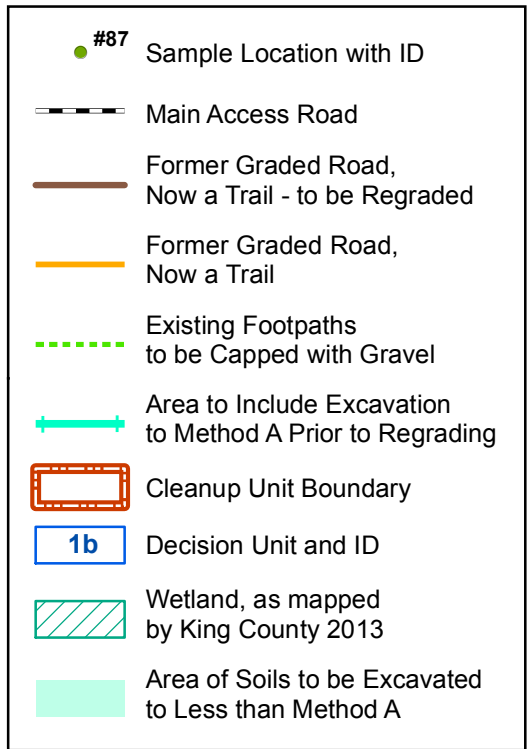 #87
Sample Location with ID
Main Access Road
Former Graded Road,
Now a Trail - to be Regraded
Former Graded Road,
Now a Trail
Existing Footpaths
to be Capped with Gravel
Area to Include Excavation
to Method A Prior to Regrading
Cleanup Unit Boundary
1b
Decision Unit and ID
Wetland, as mapped
by King County 2013
Area of Soils to be Excavated
to Less than Method A